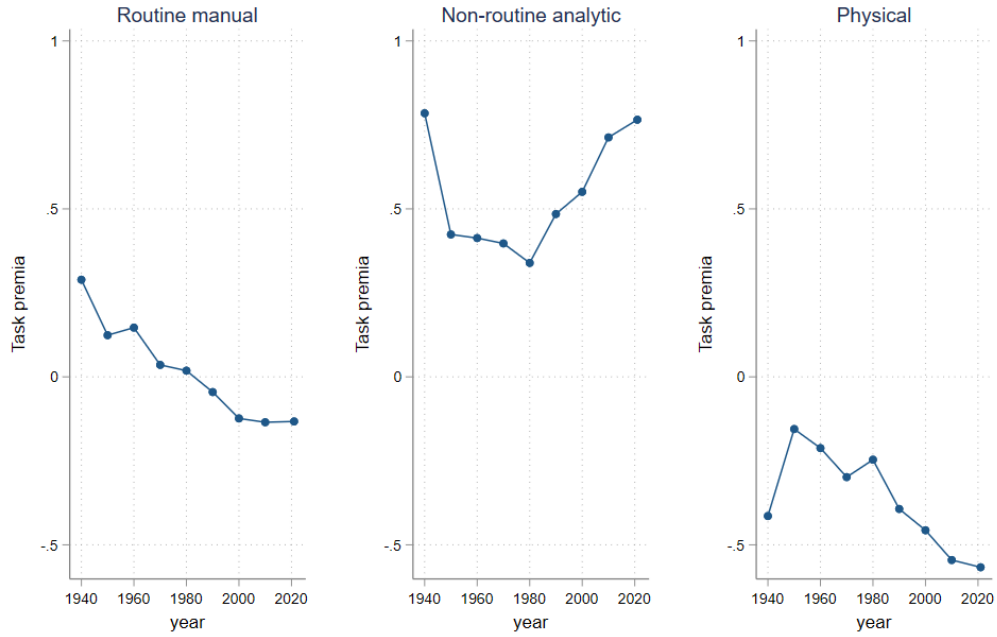 Routine manual
Task premia
1
.5
0
-.5
1940 1960 1980 2000 2020
year
Non-routine analytic
Task premia
1
.5
0
-.5
1940 1960 1980 2000 2020
year
Physical
Task premia
1
.5
0
-.5
1940 1960 1980 2000 2020
year